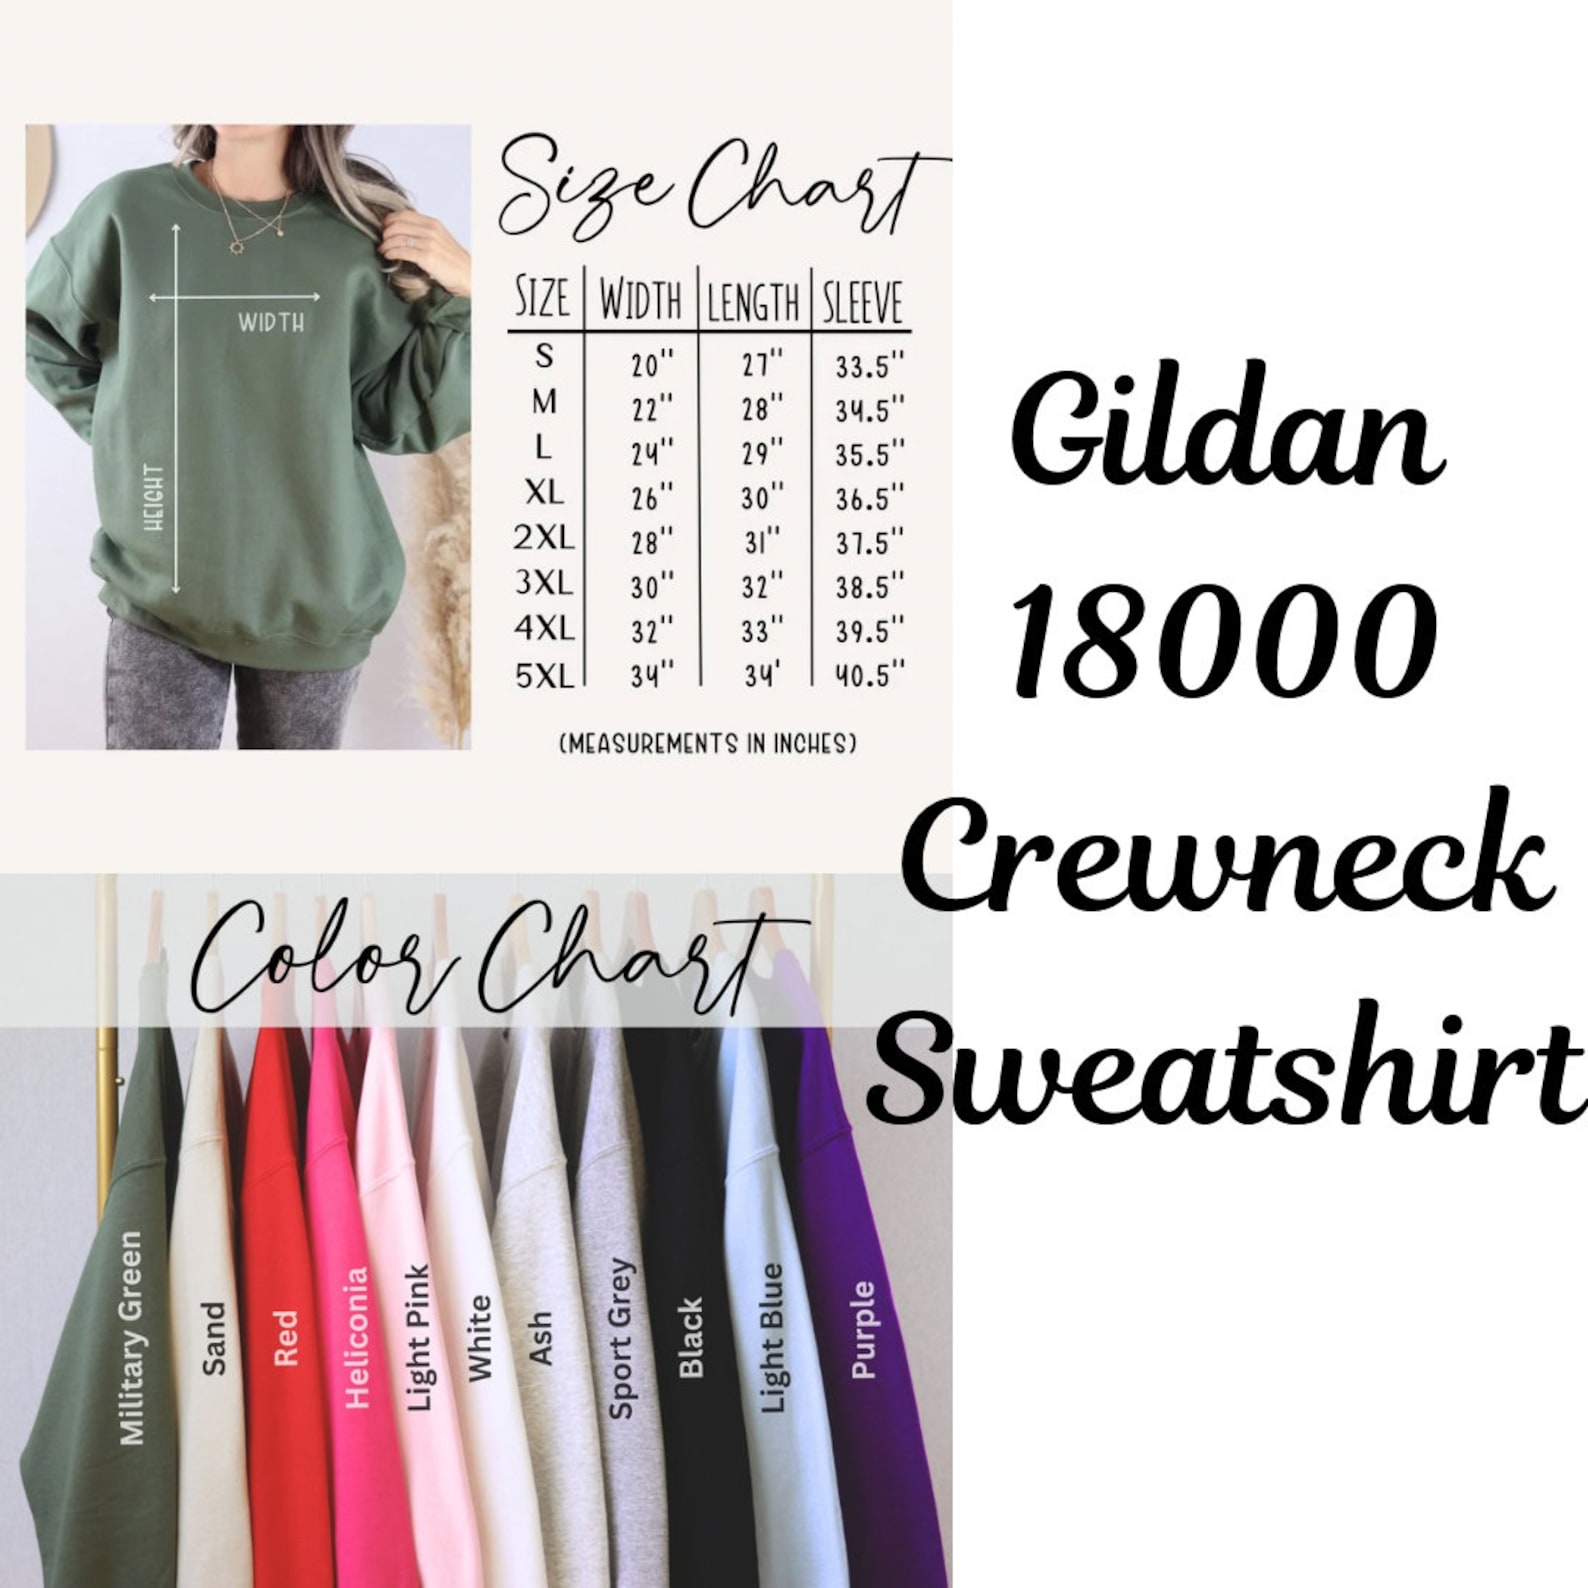 Size Chart
WIDTH
HEIGHT
SIZE WIDTH LENGTH SLEEVE
S 20" 27" 33.5"
M 22" 28" 34.5"
L 24" 29" 35.5"
XL 26" 30" 36.5"
2XL 28" 31" 37.5"
3XL 30" 32" 38.5"
4XL 32" 33" 39.5"
5XL 34" 34' 40.5"
(MEASUREMENTS IN INCHES)
Gildan
18000
Crewneck
Sweatshirt
Color Chart
Military Green
Sand
Red
Heliconia
Light Pink
White
Ash
Sport Grey
Black
Light Blue
Purple